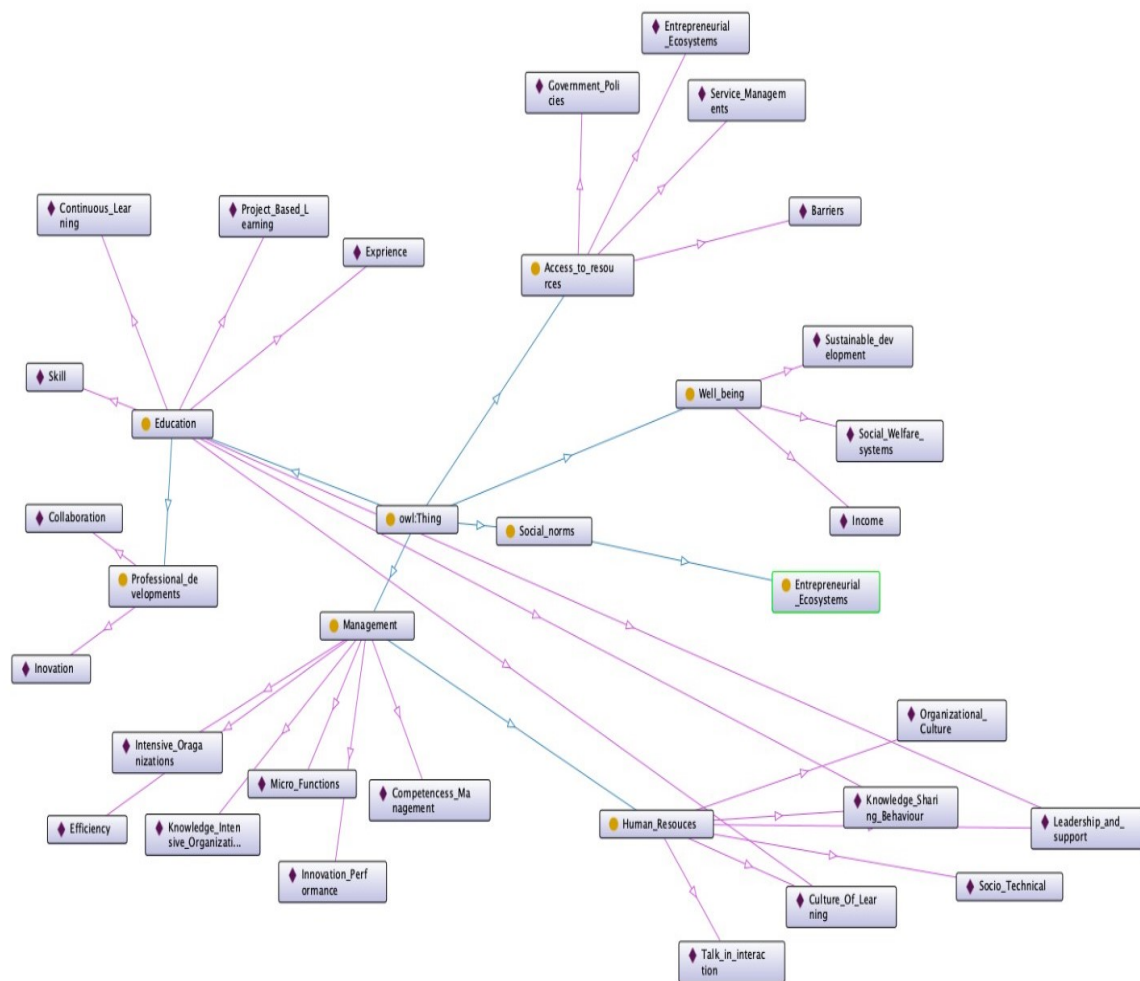 Entrepreneurial
_Ecosystems
Government_Poli
cies
Service_Managem
ents
Continuous_Lear
ning
Project_Based_L
earning
Barriers
Exprience
Access_to_resou
rces
Sustainable_dev
elopment
Skill
Well_being
Education
Social_Welfare_
systems
Collaboration
owl:Thing
Social_norms
Income
Professional_de
velopments
Entrepreneurial
_Ecosystems
Management
Inovation
Organizational_
Culture
Intensive_Oraga
nizations
Micro_Functions
Competencess_Ma
nagement
Knowledge_Shari
ng_Behaviour
Efficiency
Knowledge_Inten
sive_Organizati...
Human_Resouces
Leadership_and_
support
Innovation_Perf
ormance
Socio_Technical
Culture_Of_Lear
ning
Talk_in_interac
tion